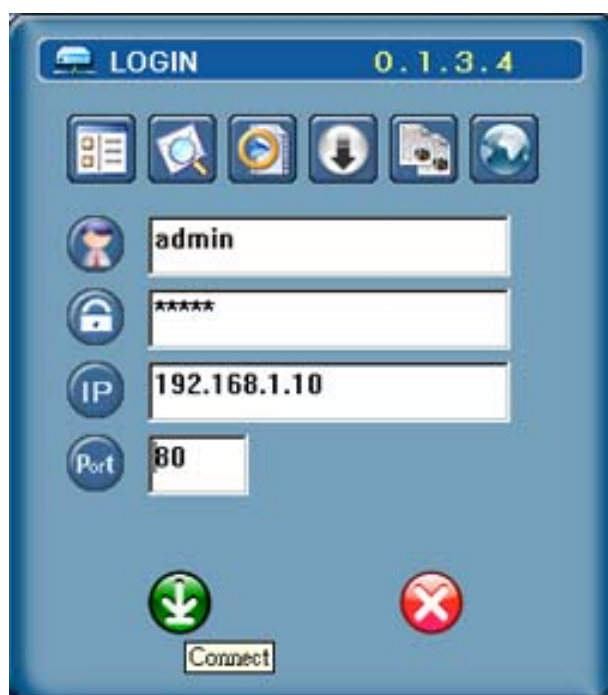 LOGIN 0.1.3.4
admin
*****
IP 192.168.1.10
Port 80
Connect